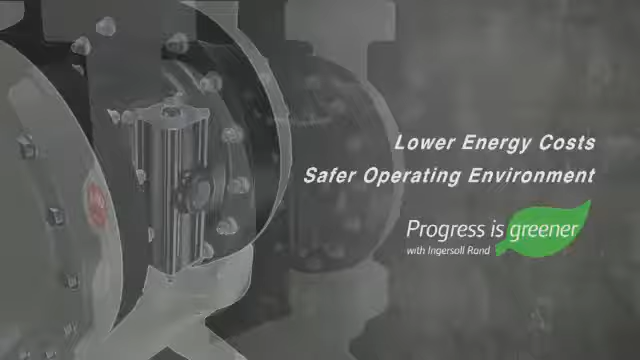 Lower Energy Costs
Safer Operating Environment
Progress is greener
with Ingersoll Rand